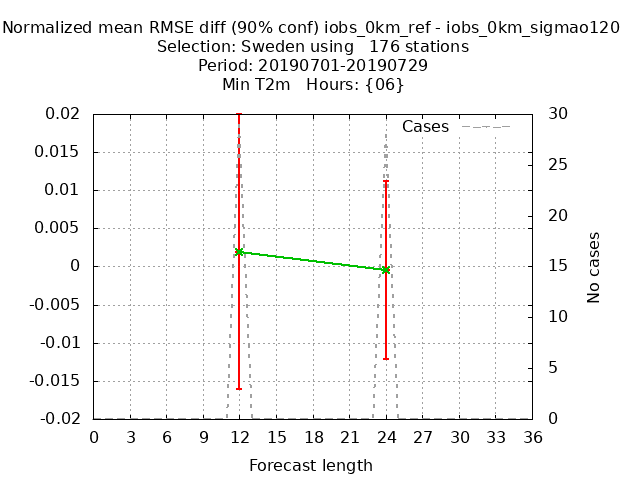 Normalized mean RMSE diff (90% conf) iobs_0km_ref - iobs_0km_sigmao120
Selection: Sweden using   176 stations
Period: 20190701-20190729
Min T2m   Hours: {06}
Cases
0.02
0.015
0.01
0.005
0
-0.005
-0.01
-0.015
-0.02
30
25
20
15
10
5
0
No cases
0 3 6 9 12 15 18 21 24 27 30 33 36
Forecast length